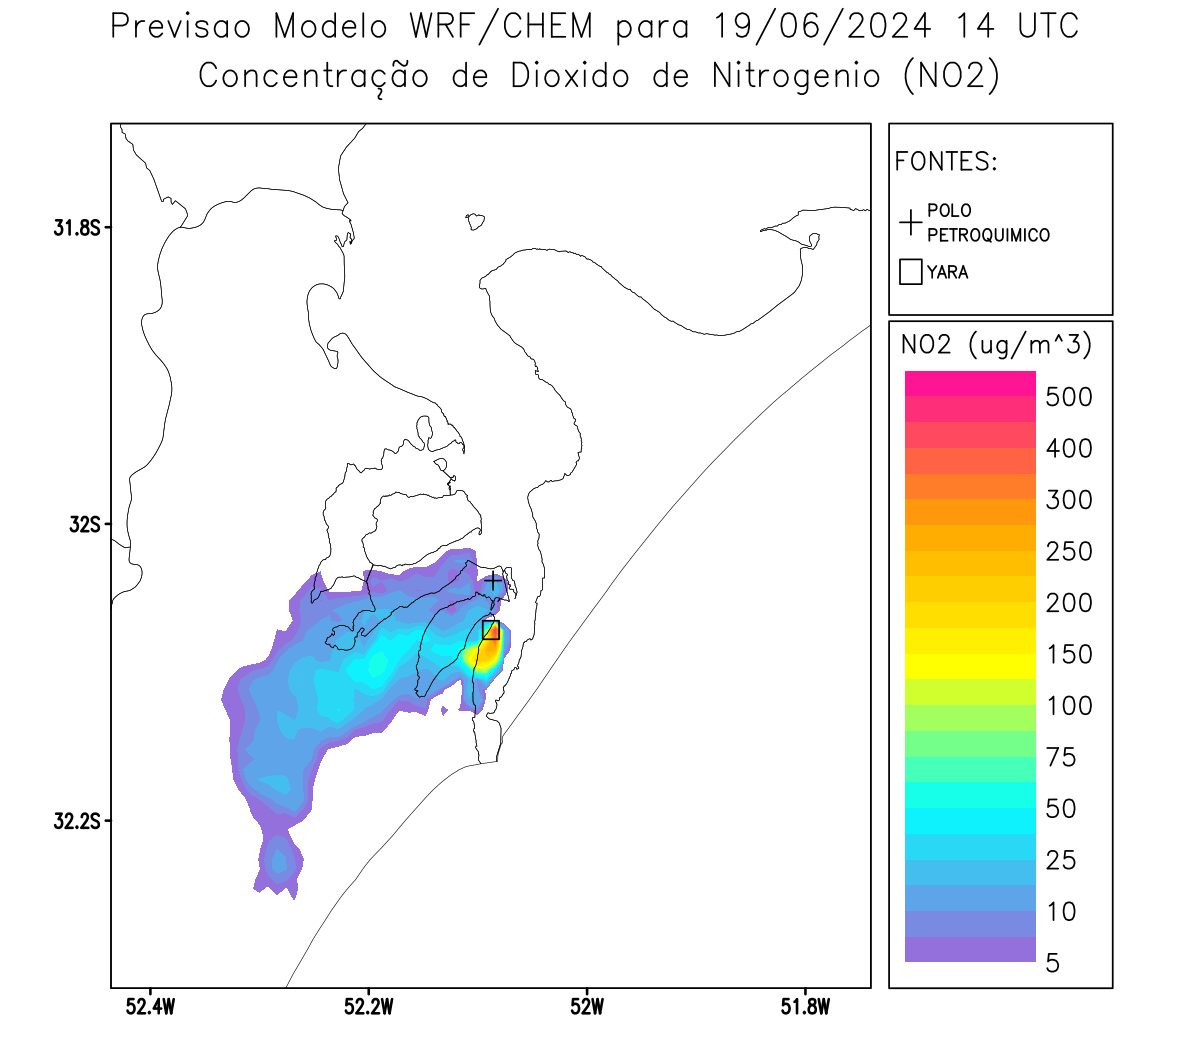 Previsao Modelo WRF/CHEM para 19/06/2024 14 UTC
Concentração de Dioxido de Nitrogenio (NO2)
FONTES:
POLO
PETROQUIMICO
YARA
31.8S
32S
32.2S
52.4W
52.2W
52W
51.8W
NO2 (ug/m^3)
500
400
300
250
200
150
100
75
50
25
10
5